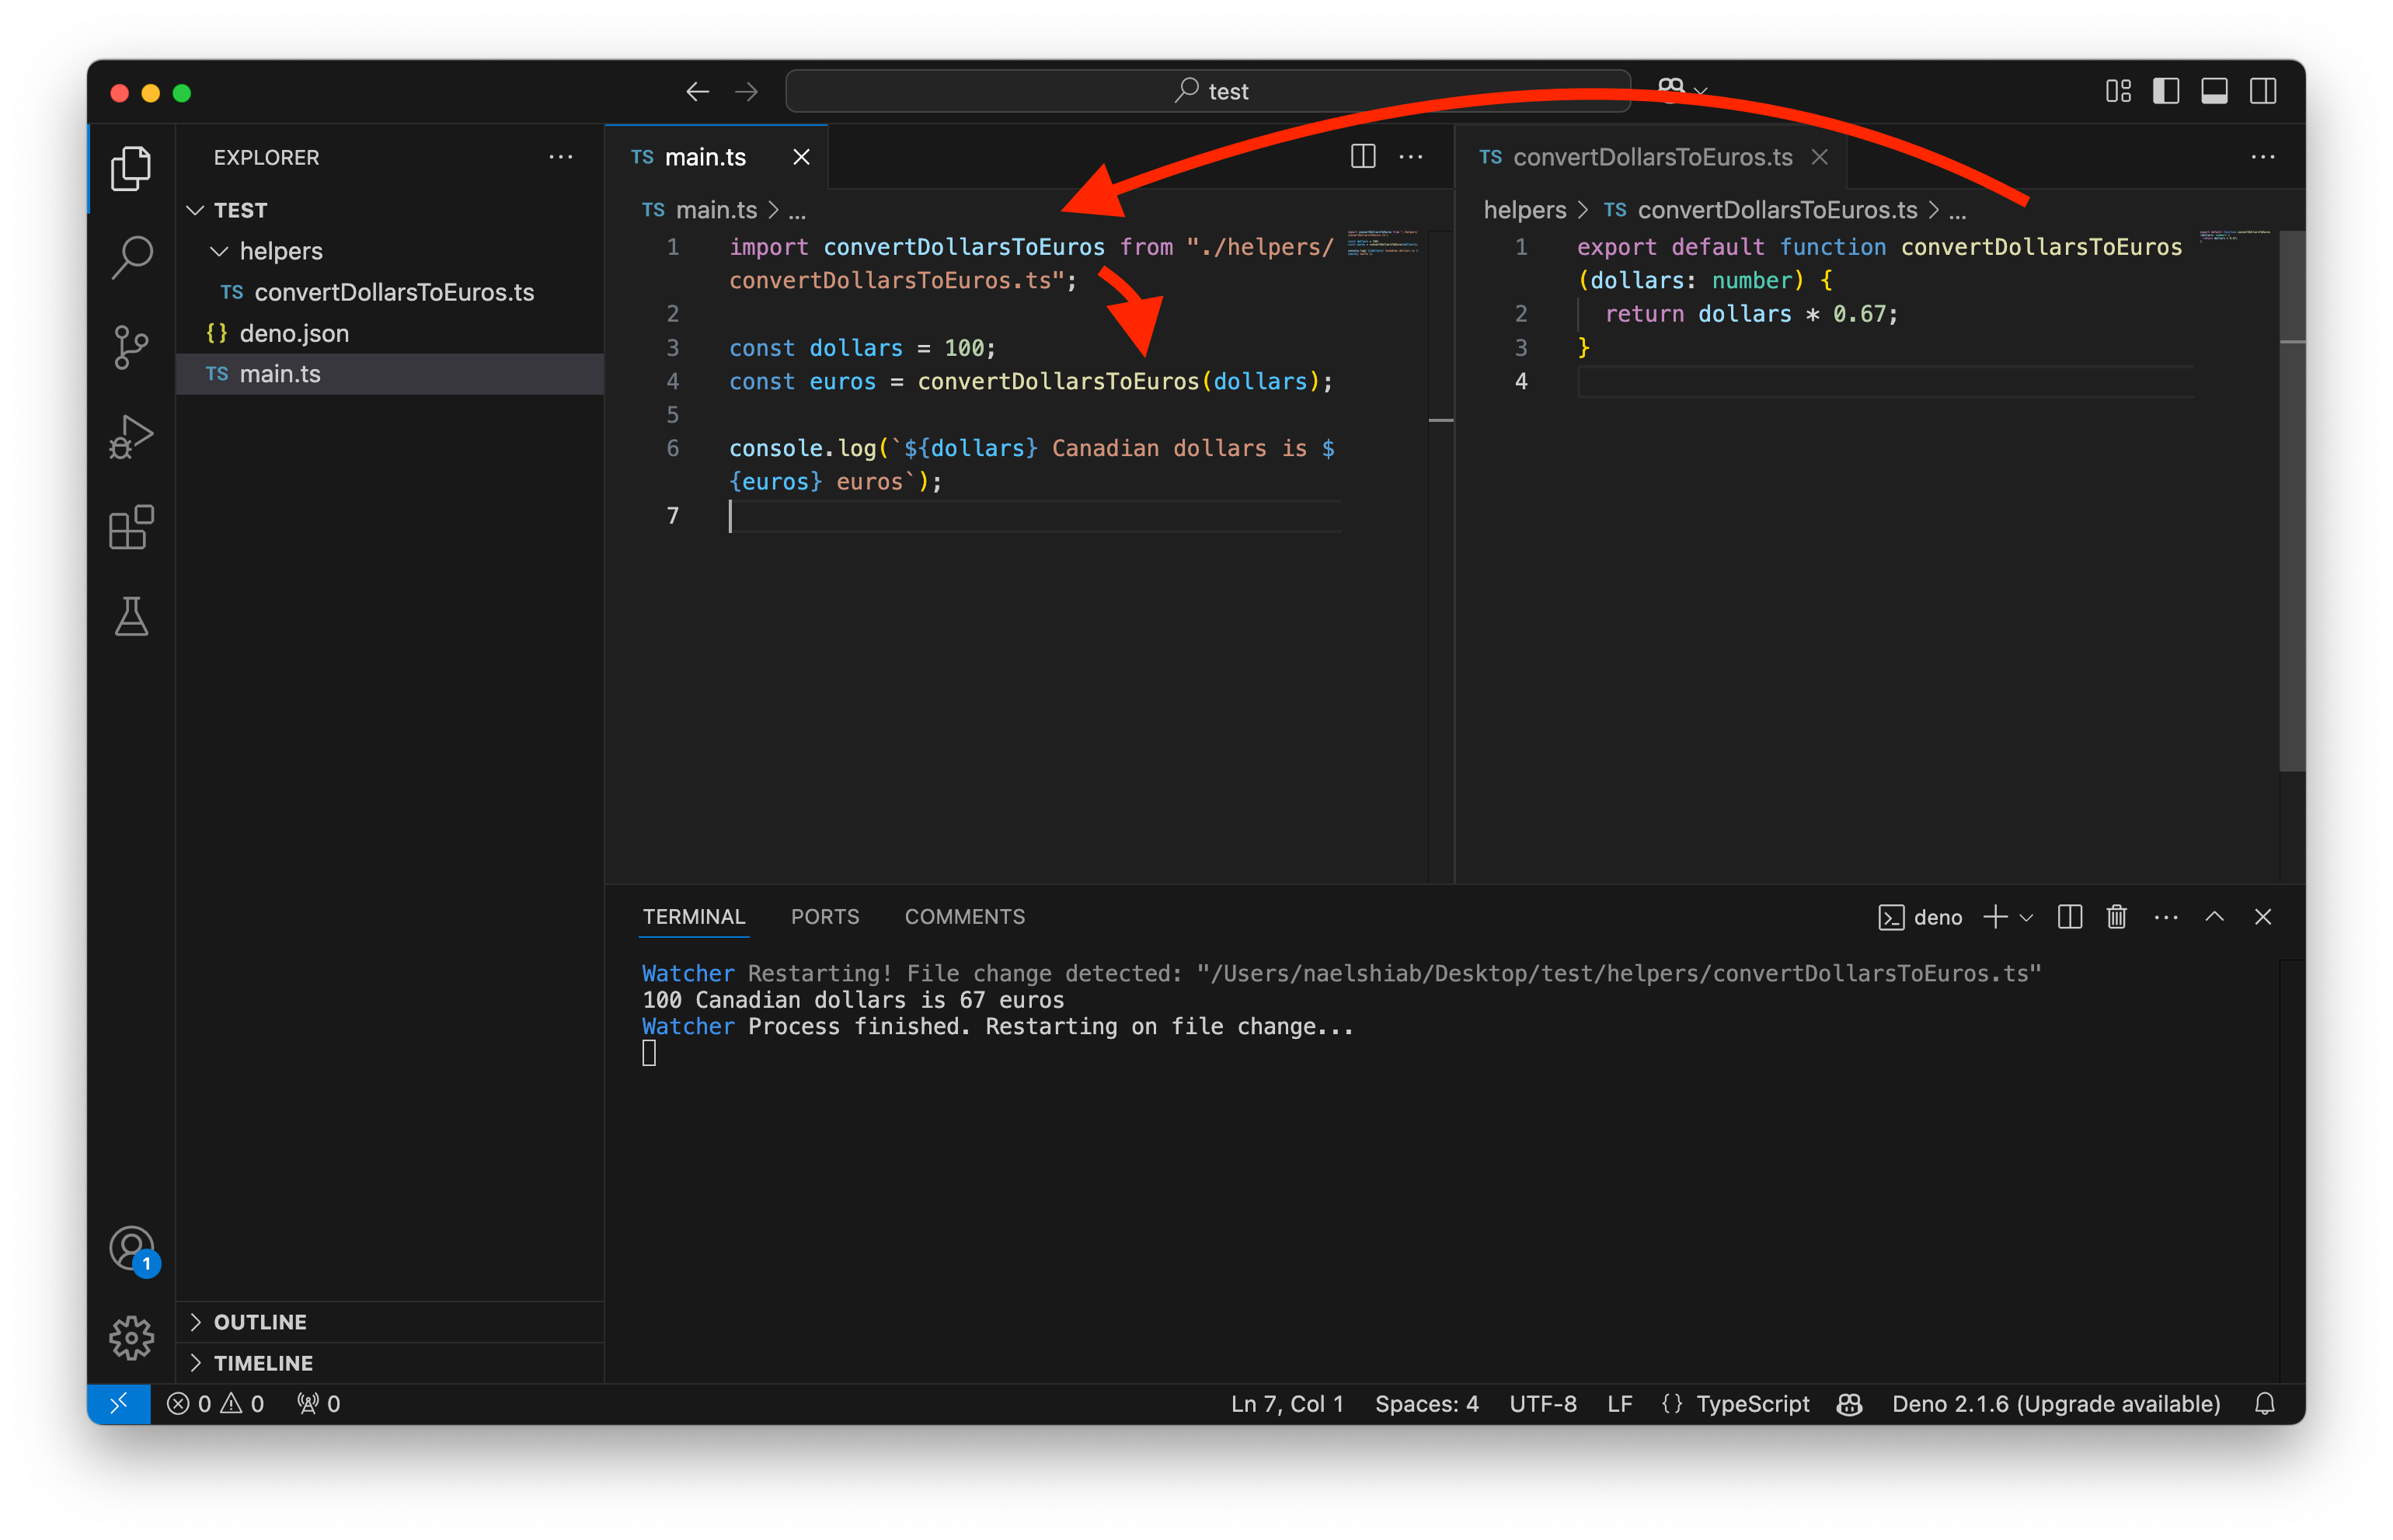 test
EXPLORER
TEST
helpers
TS convertDollarsToEuros.ts
{} deno.json
TS main.ts
OUTLINE
TIMELINE
1
TS main.ts
TS main.ts > ...
1 import convertDollarsToEuros from "./helpers/
convertDollarsToEuros.ts";
2
3 const dollars = 100;
4 const euros = convertDollarsToEuros(dollars);
5
6 console.log(`${dollars} Canadian dollars is $
{euros} euros`);
7
TS convertDollarsToEuros.ts
helpers > TS convertDollarsToEuros.ts > ...
1 export default function convertDollarsToEuros
(dollars: number) {
2 return dollars * 0.67;
3 }
4
TERMINAL PORTS COMMENTS
deno
Watcher Restarting! File change detected: "/Users/naelshiab/Desktop/test/helpers/convertDollarsToEuros.ts"
100 Canadian dollars is 67 euros
Watcher Process finished. Restarting on file change...
0 0 0 Ln 7, Col 1 Spaces: 4 UTF-8 LF {} TypeScript Deno 2.1.6 (Upgrade available)